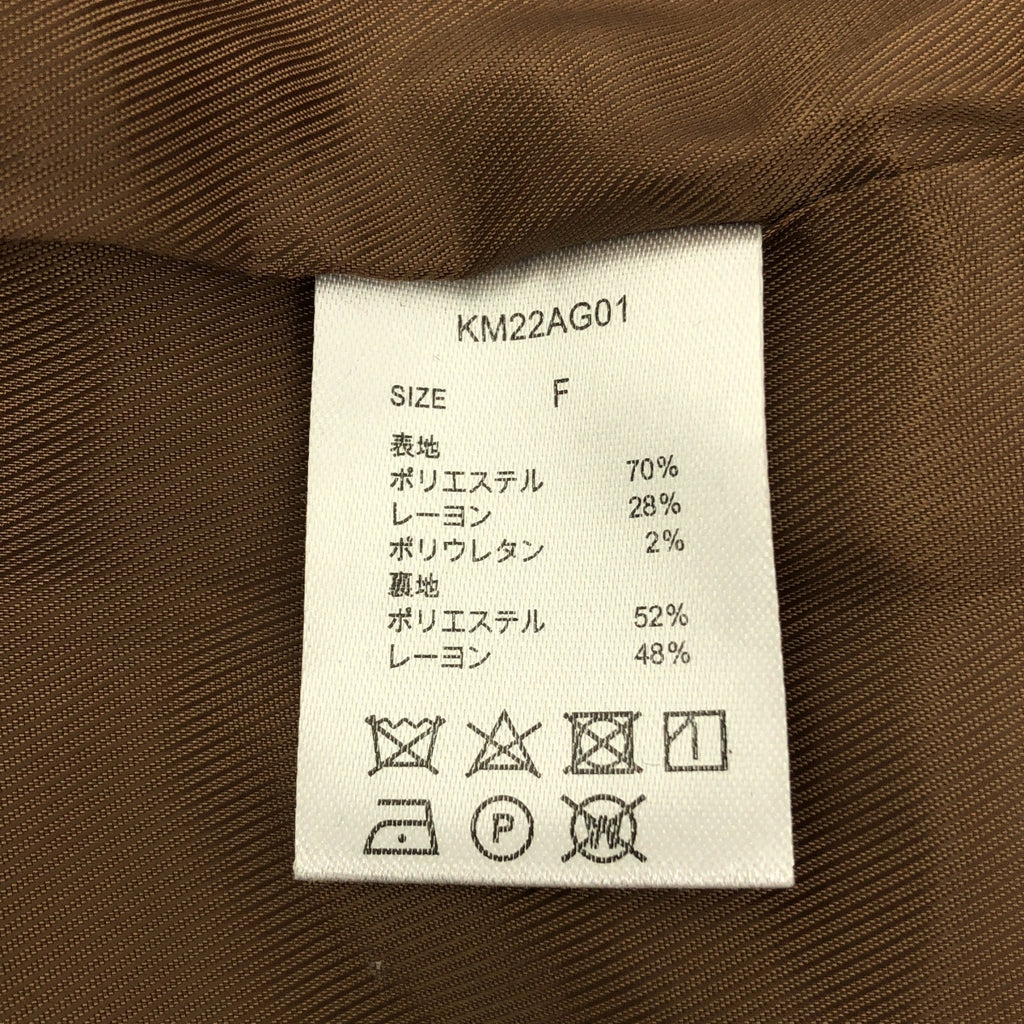 KM22AG01
SIZE F
表地
ポリエステル 70%
レーヨン 28%
ポリウレタン 2%
裏地
ポリエステル 52%
レーヨン 48%
P
W